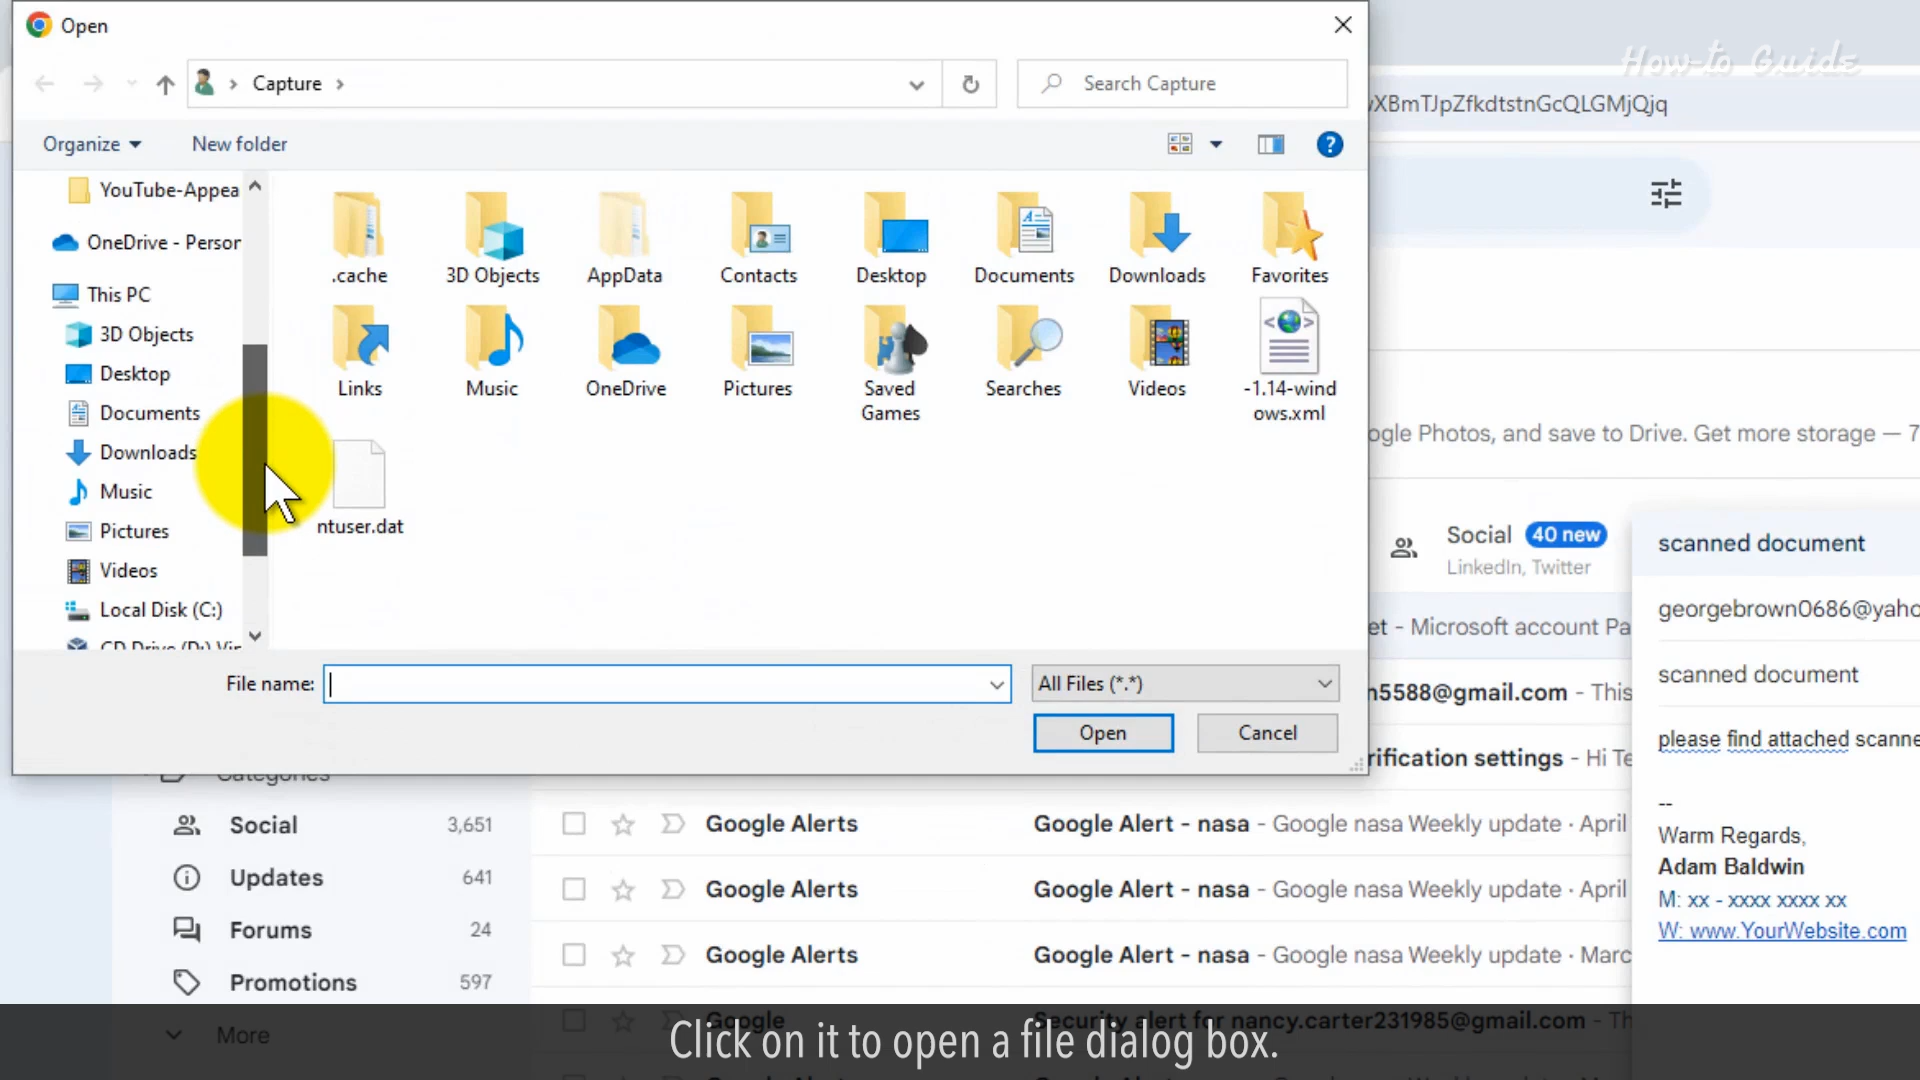 Open
How-to Guide
Capture
Search Capture
XBmTJpZfkdtstnGcQLGMjQjq
Organize
New folder
YouTube-Appea
OneDrive - Person
This PC
3D Objects
Desktop
Documents
Downloads
Music
Pictures
Videos
Local Disk (C:)
CD Drive (D:) Vir
.cache
3D Objects
AppData
Contacts
Desktop
Documents
Downloads
Favorites
Links
Music
OneDrive
Pictures
Saved
Games
Searches
Videos
-1.14-wind
ows.xml
ntuser.dat
File name:
All Files (*.*)
Open
Cancel
ogle Photos, and save to Drive. Get more storage — 7
Social 40 new
LinkedIn, Twitter
et - Microsoft account Pa
n5588@gmail.com - This
rification settings - Hi Te
scanned document
georgebrown0686@yaho
scanned document
please find attached scanne
--
Warm Regards,
Adam Baldwin
M: xx - xxxx xxxx xx
W: www.YourWebsite.com
Categories
Social 3,651
Updates 641
Forums 24
Promotions 597
More
Google Alerts Google Alert - nasa - Google nasa Weekly update · April
Google Alerts Google Alert - nasa - Google nasa Weekly update · April
Google Alerts Google Alert - nasa - Google nasa Weekly update · Marc
Google Security alert for nancy.carter231985@gmail.com - Th
Click on it to open a file dialog box.